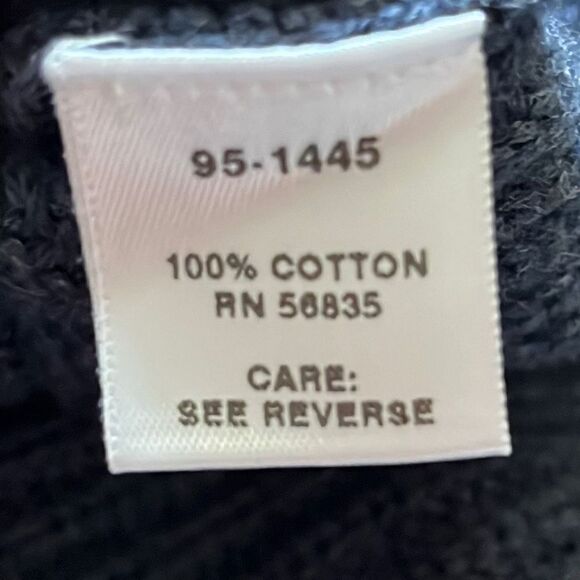 95-1445
100% COTTON
RN 56835
CARE:
SEE REVERSE